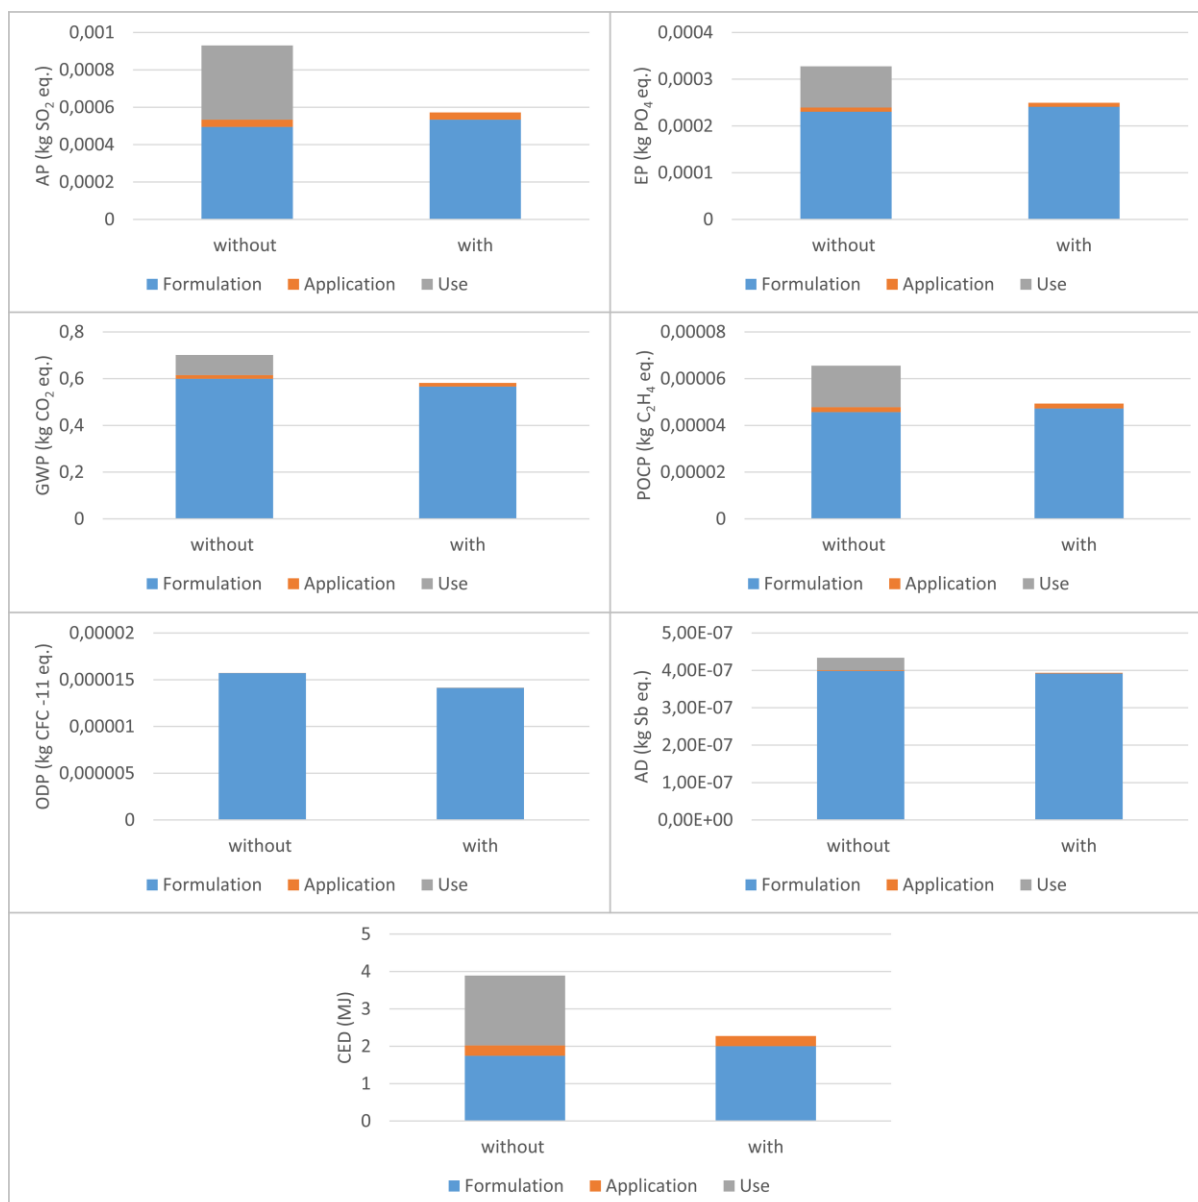 AP (kg SO₂ eq.)
0,001
0,0008
0,0006
0,0004
0,0002
0
without
with
Formulation Application Use
EP (kg PO₄ eq.)
0,0004
0,0003
0,0002
0,0001
0
without
with
Formulation Application Use
GWP (kg CO₂ eq.)
0,8
0,6
0,4
0,2
0
without
with
Formulation Application Use
POCP (kg C₂H₄ eq.)
0,00008
0,00006
0,00004
0,00002
0
without
with
Formulation Application Use
ODP (kg CFC -11 eq.)
0,00002
0,000015
0,00001
0,000005
0
without
with
Formulation Application Use
AD (kg Sb eq.)
5,00E-07
4,00E-07
3,00E-07
2,00E-07
1,00E-07
0,00E+00
without
with
Formulation Application Use
CED (MJ)
5
4
3
2
1
0
without
with
Formulation Application Use